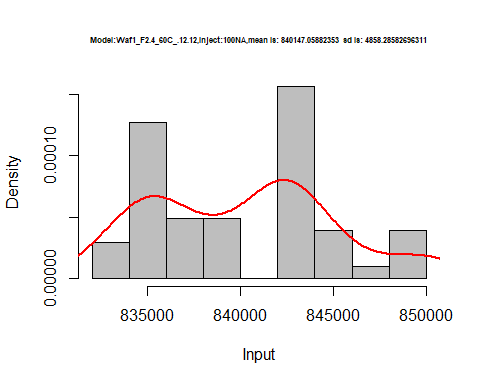 Model:Waf1_F2.4_60C_.12.12,Inject:100NA,mean is: 840147.05882353 sd is: 4858.28582696311
Density
0.00010
0.00000
835000 840000 845000 850000
Input